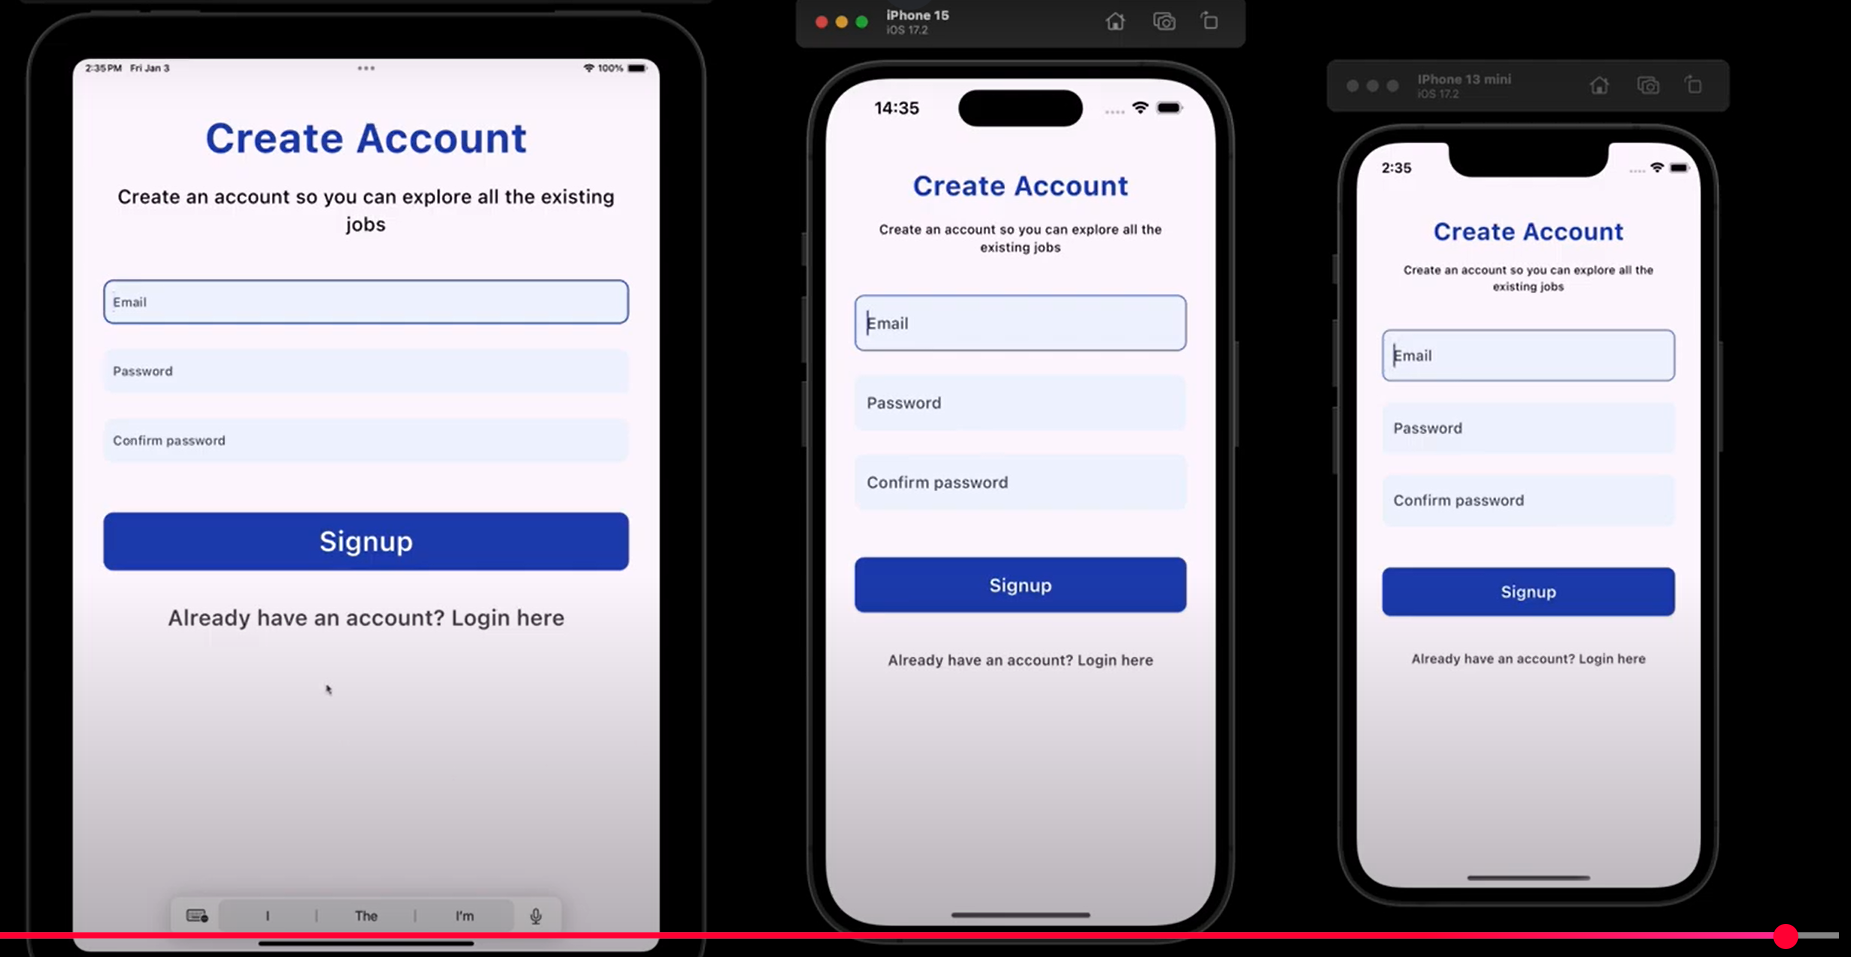 2:35 PM Fri Jan 3
100%
Create Account
Create an account so you can explore all the existing
jobs
Email
Password
Confirm password
Signup
Already have an account? Login here
I
The
I'm
iPhone 15
iOS 17.2
14:35
Create Account
Create an account so you can explore all the
existing jobs
Email
Password
Confirm password
Signup
Already have an account? Login here
iPhone 13 mini
iOS 17.2
2:35
Create Account
Create an account so you can explore all the
existing jobs
Email
Password
Confirm password
Signup
Already have an account? Login here